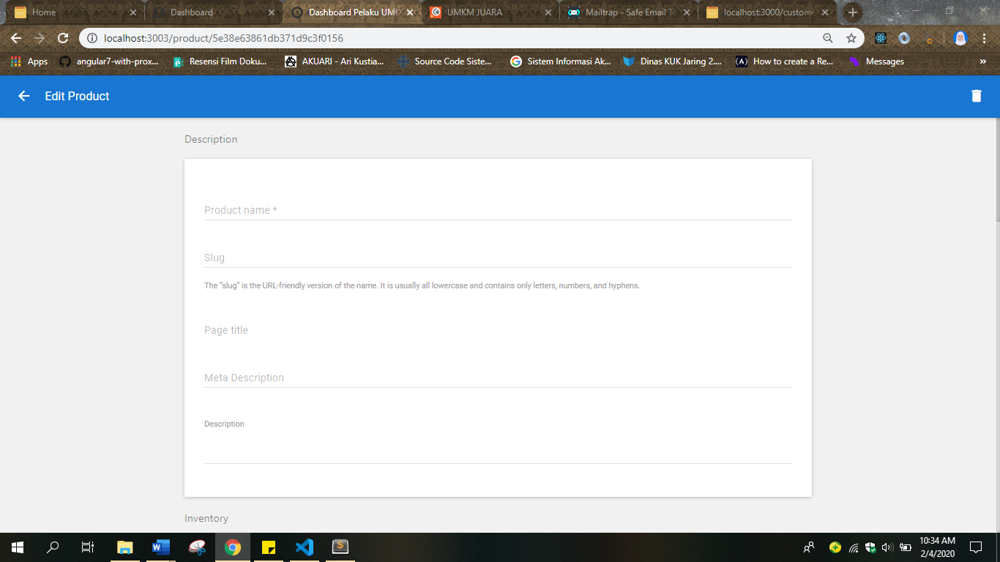 Home
Dashboard
Dashboard Pelaku UMK
UMKM JUARA
Mailtrap - Safe Email Te
localhost:3000/custome
localhost:3003/product/5e38e63861db371d9c3f0156
Apps
angular7-with-prox...
Resensi Film Doku...
AKUARI - Ari Kustia...
Source Code Siste...
Sistem Informasi Ak...
Dinas KUK Jaring 2....
How to create a Re...
Messages
»
Edit Product
Description
Product name *
Slug
The “slug” is the URL-friendly version of the name. It is usually all lowercase and contains only letters, numbers, and hyphens.
Page title
Meta Description
Description
Inventory
10:34 AM
2/4/2020